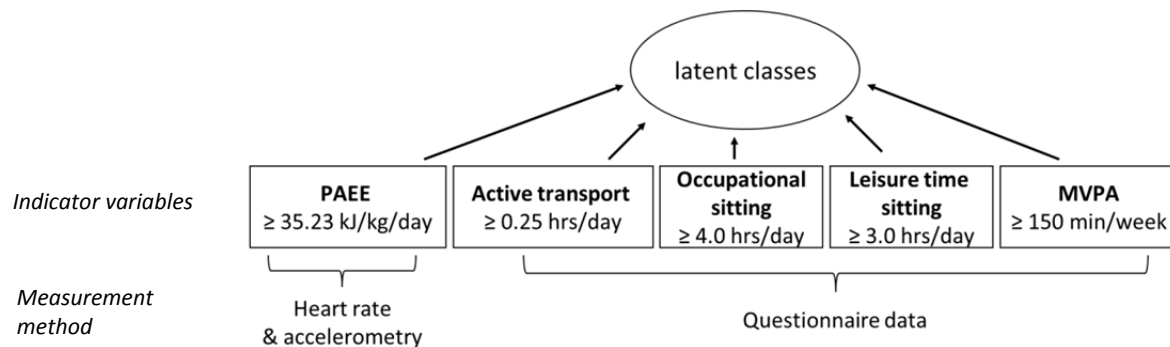 latent classes
Indicator variables
PAEE
≥ 35.23 kJ/kg/day
Active transport
≥ 0.25 hrs/day
Occupational
sitting
≥ 4.0 hrs/day
Leisure time
sitting
≥ 3.0 hrs/day
MVPA
≥ 150 min/week
Measurement
method
Heart rate
& accelerometry
Questionnaire data